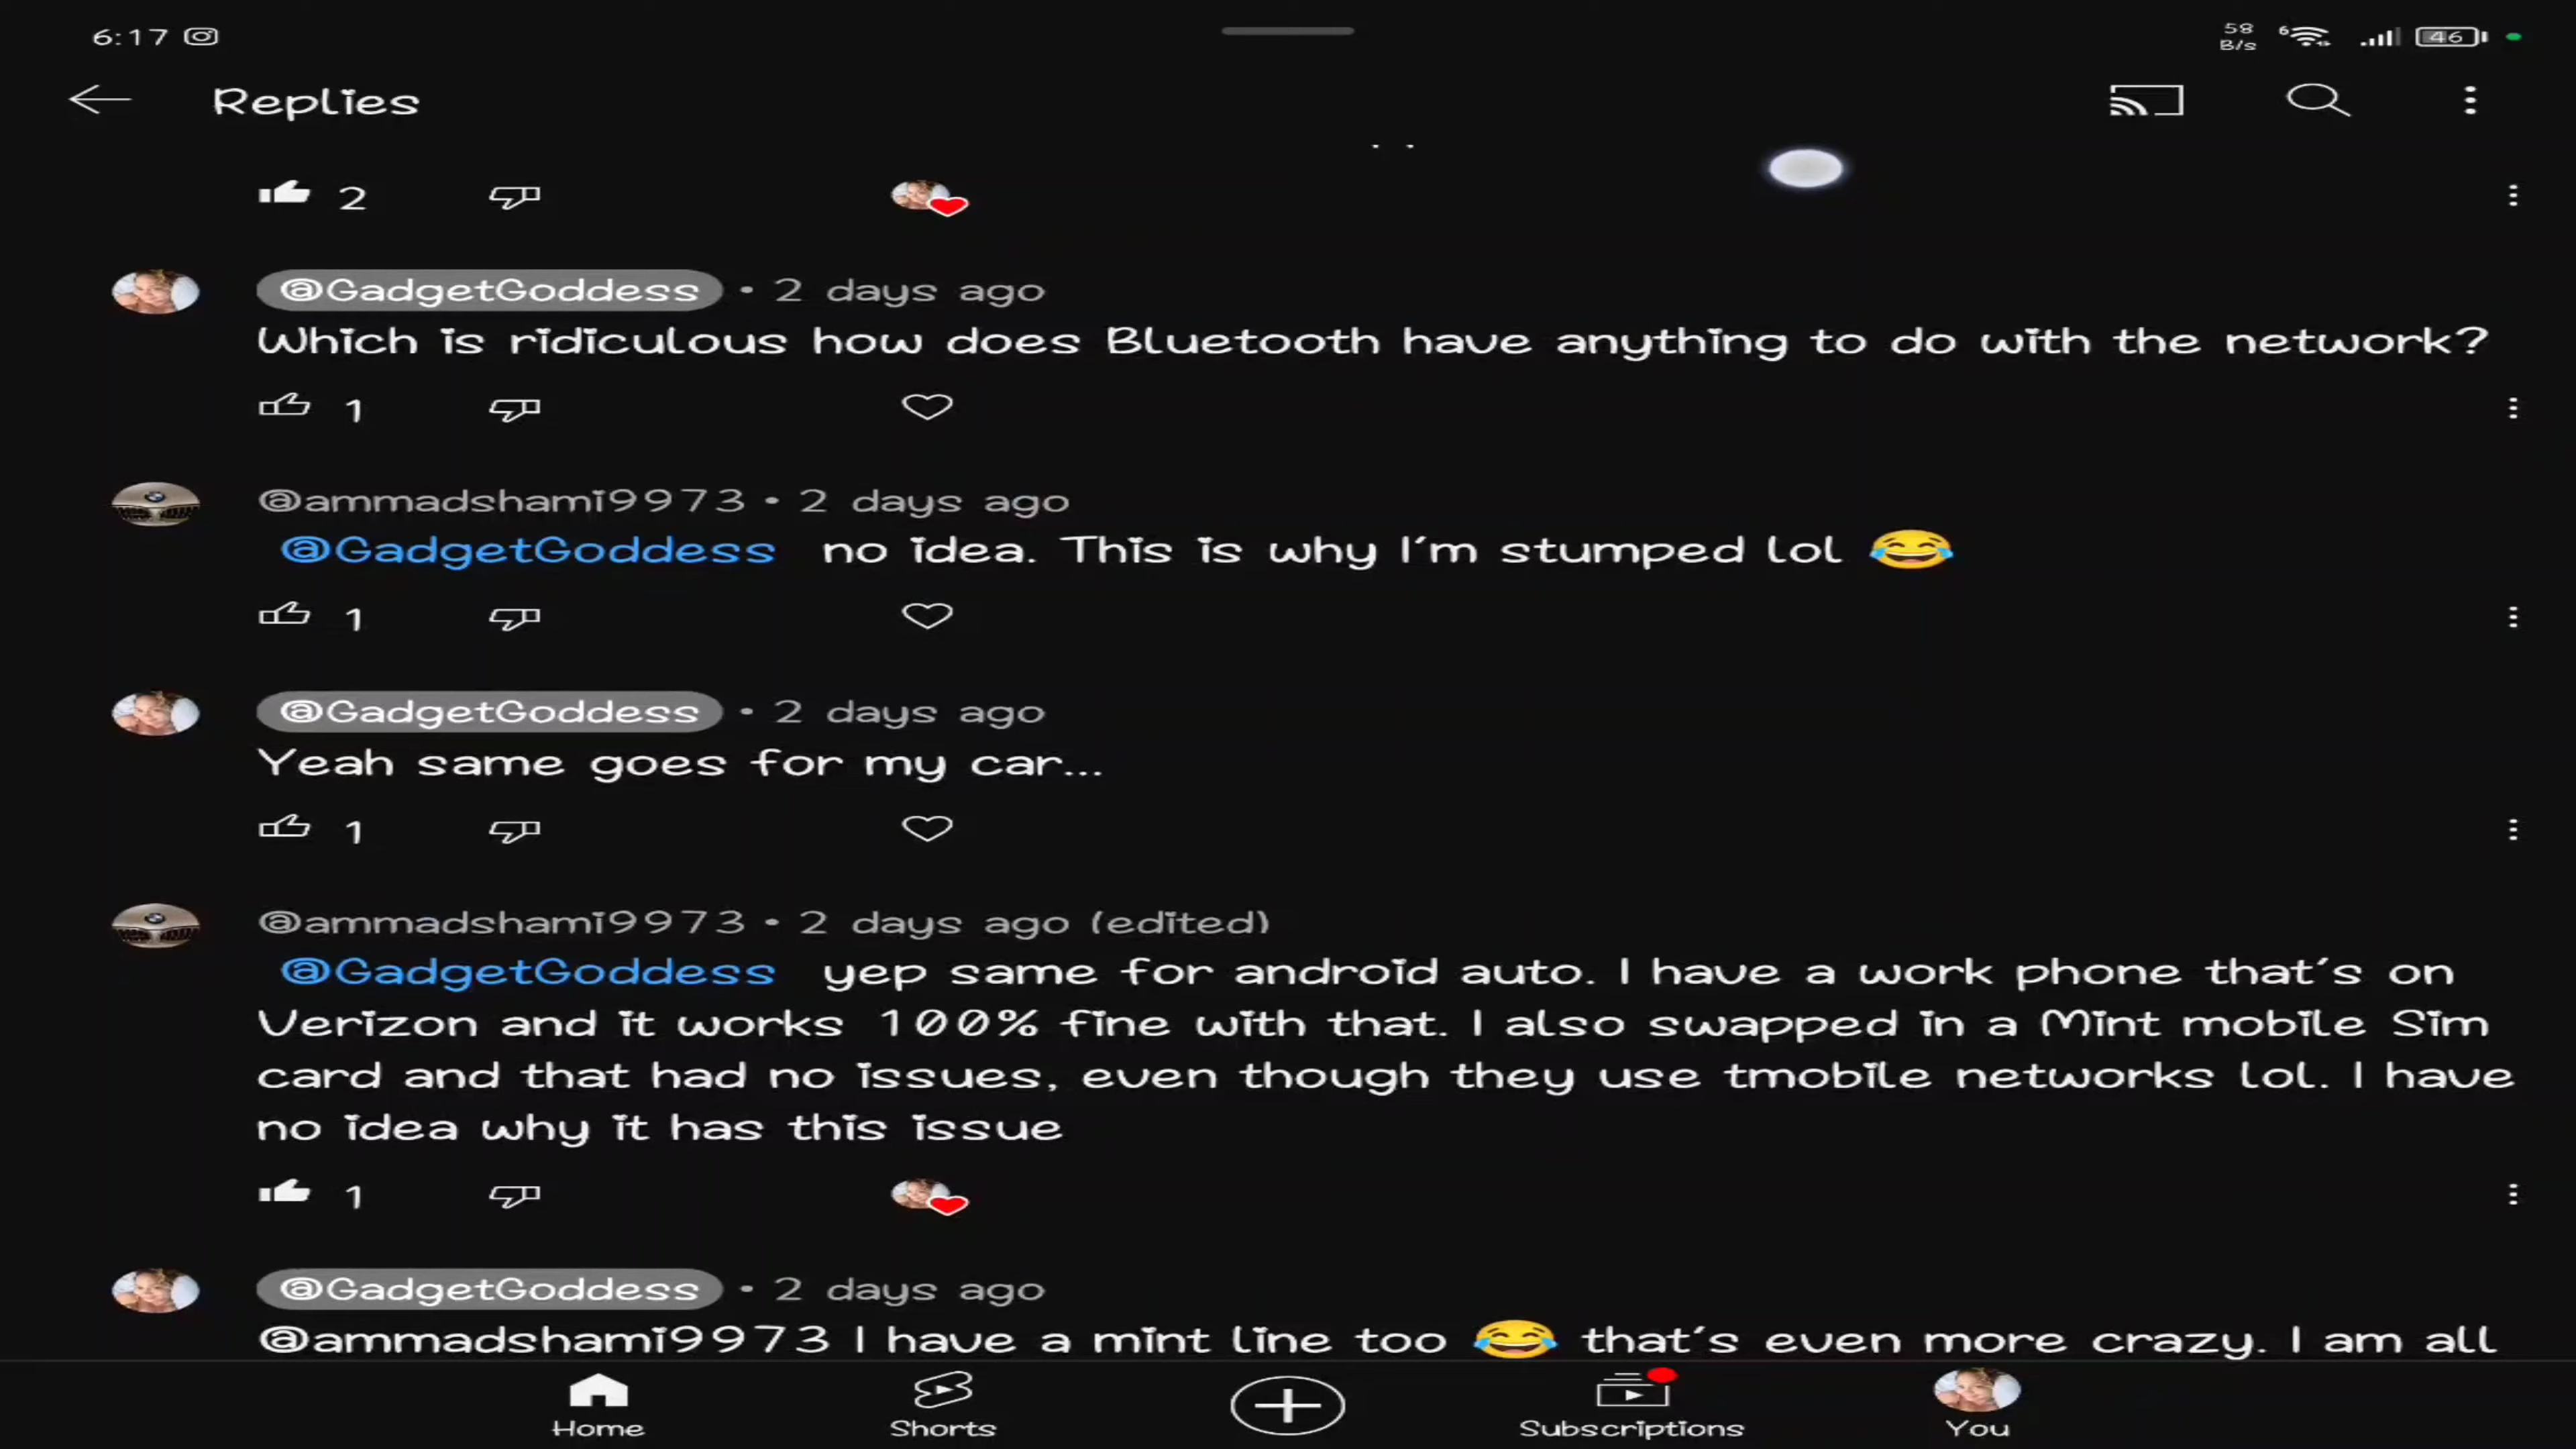 6:17
58
B/s
6
46
Replies
2
@GadgetGoddess • 2 days ago
Which is ridiculous how does Bluetooth have anything to do with the network?
1
@ammadshami9973 • 2 days ago
@GadgetGoddess no idea. This is why I'm stumped lol 😂
1
@GadgetGoddess • 2 days ago
Yeah same goes for my car...
1
@ammadshami9973 • 2 days ago (edited)
@GadgetGoddess yep same for android auto. I have a work phone that's on
Verizon and it works 100% fine with that. I also swapped in a Mint mobile Sim
card and that had no issues, even though they use tmobile networks lol. I have
no idea why it has this issue
1
@GadgetGoddess • 2 days ago
@ammadshami9973 I have a mint line too 😂 that's even more crazy. I am all
Home
Shorts
Subscriptions
You